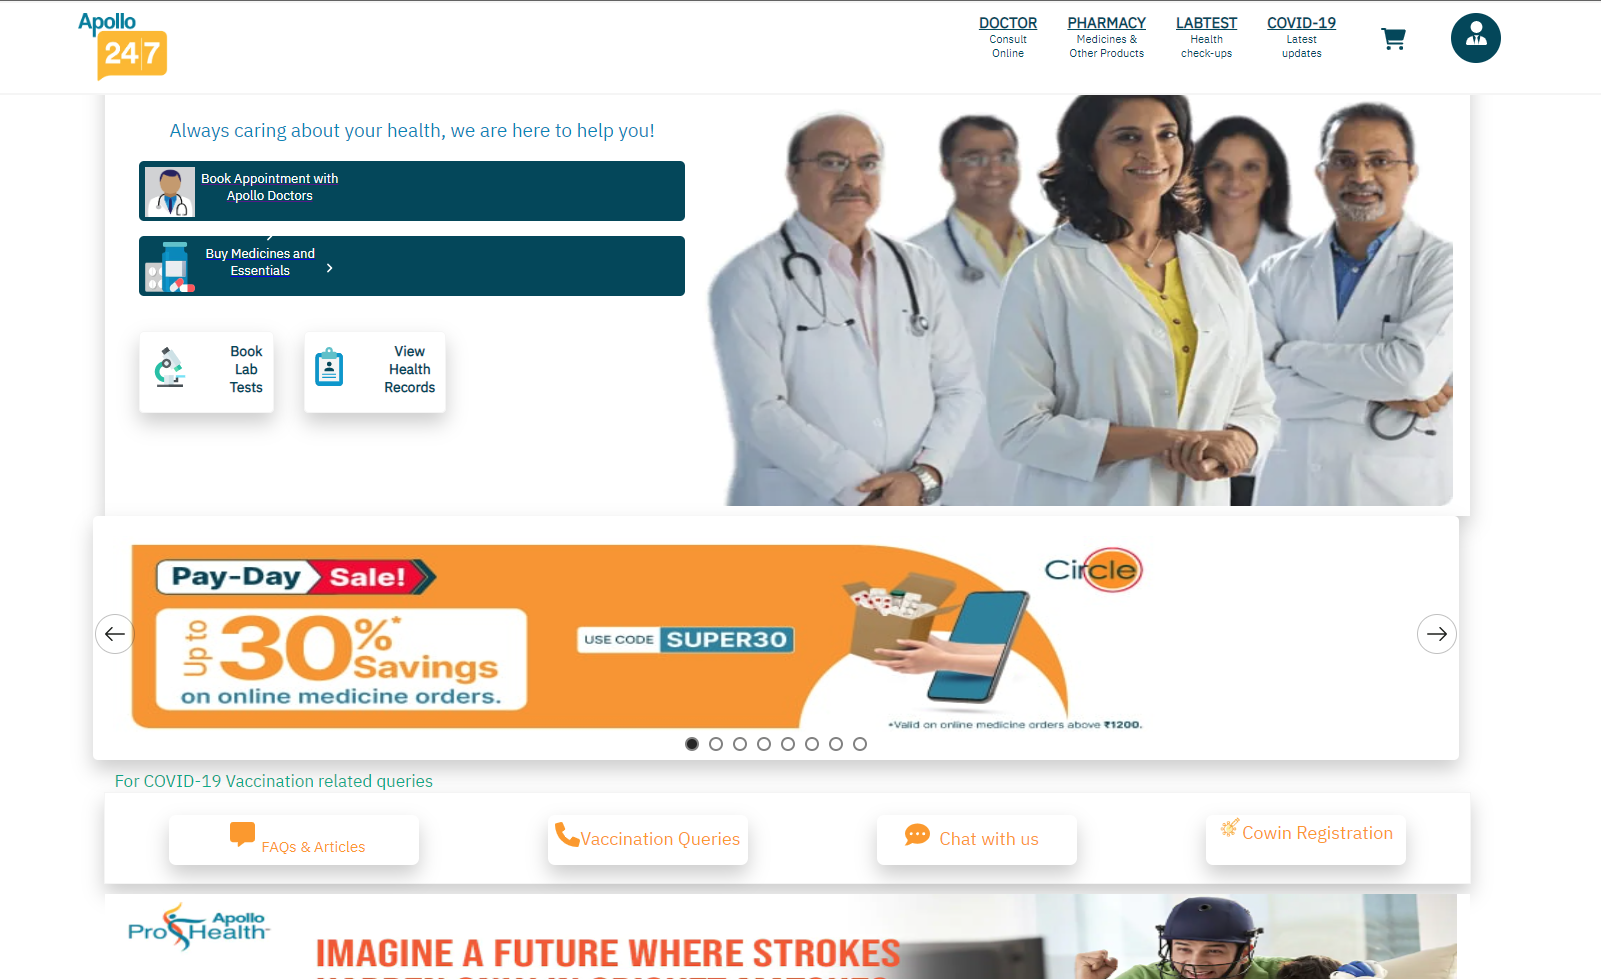 Apollo
24|7
DOCTOR
Consult
Online
PHARMACY
Medicines &
Other Products
LABTEST
Health
check-ups
COVID-19
Latest
updates
Always caring about your health, we are here to help you!
Book Appointment with
Apollo Doctors
Buy Medicines and
Essentials
Book
Lab
Tests
View
Health
Records
Pay-Day Sale!
Up to
30%*
Savings
on online medicine orders.
USE CODE SUPER30
Circle
*Valid on online medicine orders above ₹1200.
For COVID-19 Vaccination related queries
FAQs & Articles
Vaccination Queries
Chat with us
Cowin Registration
Apollo
ProHealth
IMAGINE A FUTURE WHERE STROKES